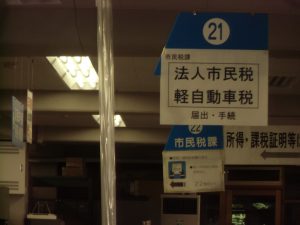 21
市民税課
法人市民税
軽自動車税
届出・手続
22
市民税課
所得・課税証明等